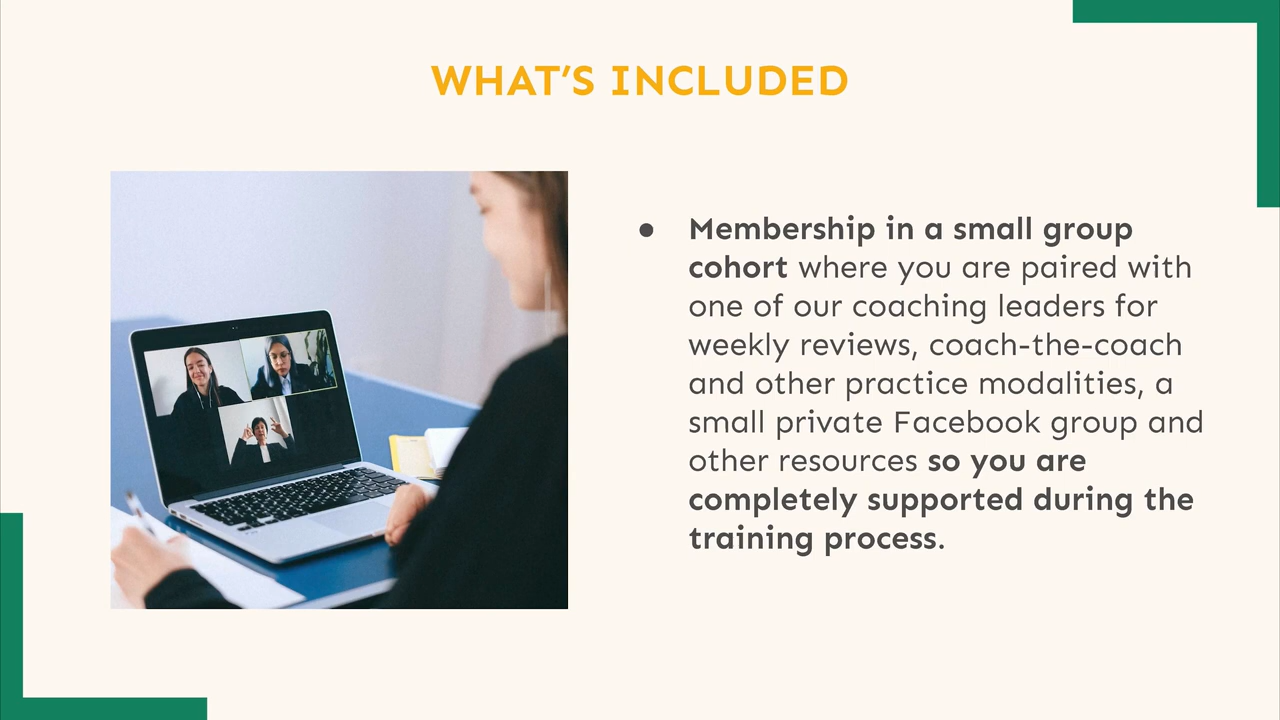 WHAT’S INCLUDED
● Membership in a small group
cohort where you are paired with
one of our coaching leaders for
weekly reviews, coach-the-coach
and other practice modalities, a
small private Facebook group and
other resources so you are
completely supported during the
training process.